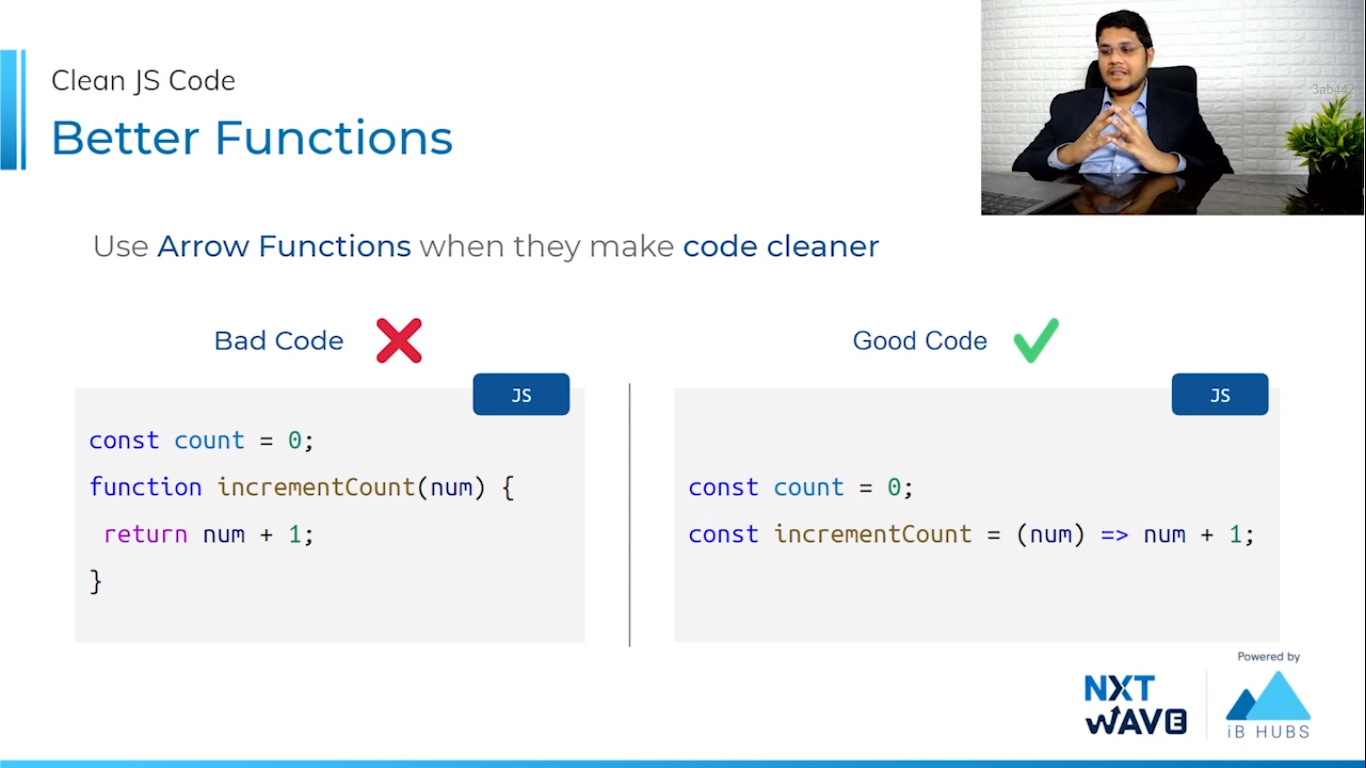 Clean JS Code
Better Functions
3ab442
Use Arrow Functions when they make code cleaner
Bad Code
JS
const count = 0;
function incrementCount(num) {
return num + 1;
}
Good Code
JS
const count = 0;
const incrementCount = (num) => num + 1;
NXT
WAVE
Powered by
iB HUBS